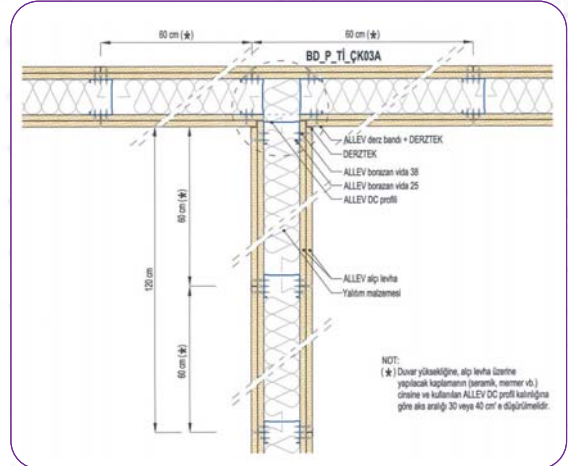 60 cm (★)
60 cm (★)
BD_P_Tİ_ÇK03A
ALLEV derz bandı + DERZTEK
DERZTEK
ALLEV borazan vida 38
ALLEV borazan vida 25
ALLEV DC profili
60 cm (★)
120 cm
ALLEV alçı levha
Yalıtım malzemesi
60 cm (★)
NOT:
(★) Duvar yüksekliğine, alçı levha üzerine
yapılacak kaplamanın (seramik, mermer vb.)
cinsine ve kullanılan ALLEV DC profil kalınlığına
göre aks aralığı 30 veya 40 cm' e düşürülmelidir.